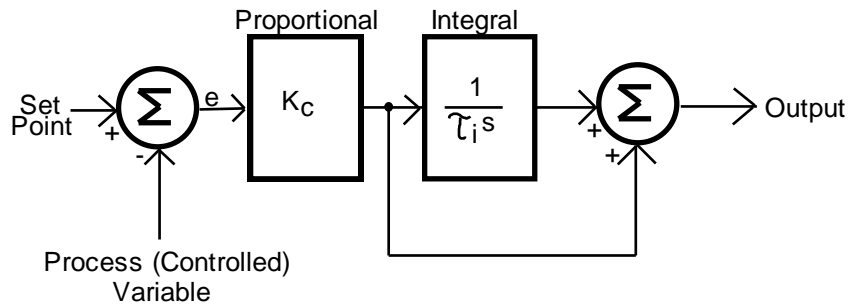 Proportional
Integral
Set
Point
+
-
Σ
e
K_C
1
τ_i s
Σ
+
+
Output
Process (Controlled)
Variable